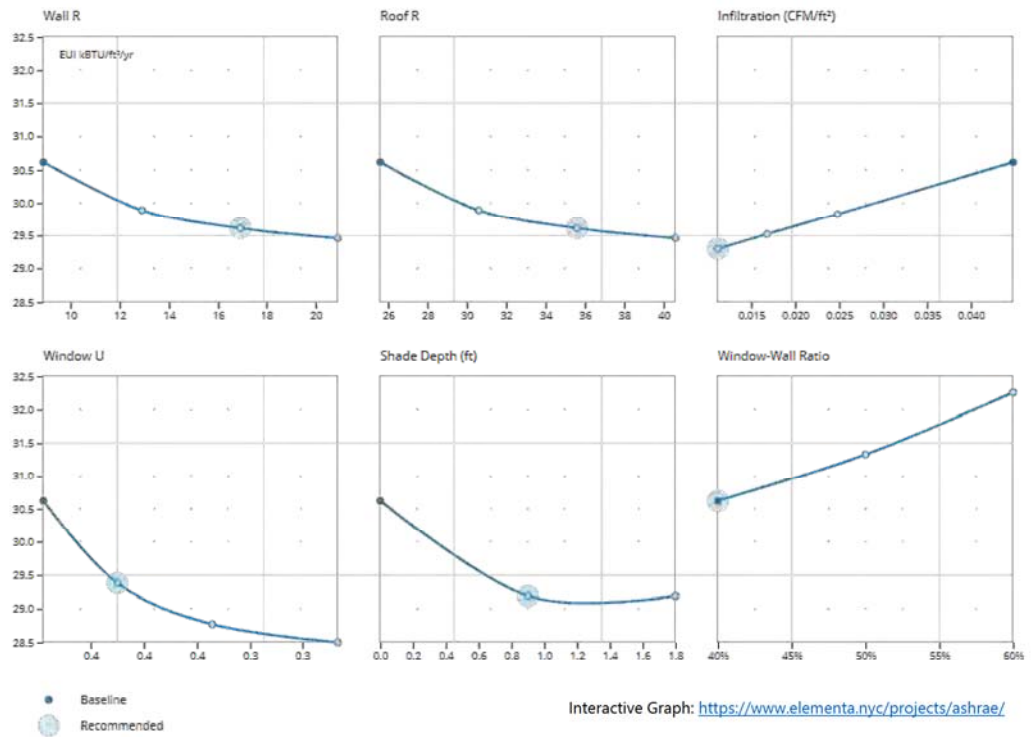 Wall R
Roof R
Infiltration (CFM/ft²)
EUI kBTU/ft²/yr
32.5
32.0
31.5
31.0
30.5
30.0
29.5
29.0
28.5
10 12 14 16 18 20
26 28 30 32 34 36 38 40
0.015 0.020 0.025 0.030 0.035 0.040
Window U
Shade Depth (ft)
Window-Wall Ratio
32.5
32.0
31.5
31.0
30.5
30.0
29.5
29.0
28.5
0.4 0.4 0.4 0.3 0.3
0.0 0.2 0.4 0.6 0.8 1.0 1.2 1.4 1.6 1.8
40% 45% 50% 55% 60%
Baseline
Recommended
Interactive Graph: https://www.elementa.nyc/projects/ashrae/